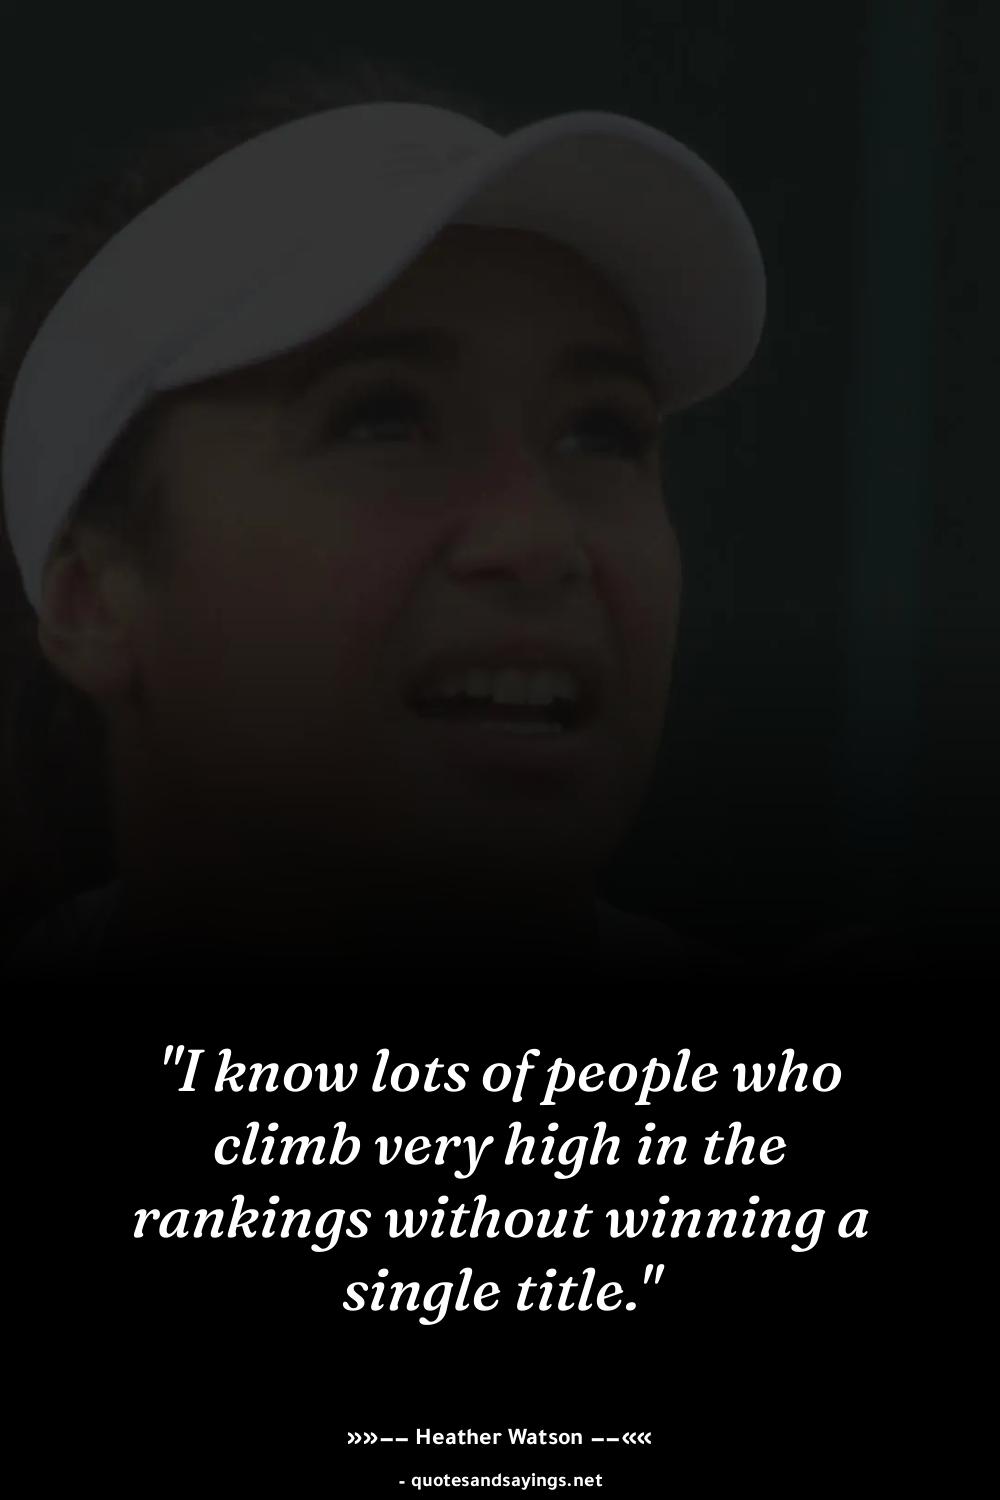 "I know lots of people who
climb very high in the
rankings without winning a
single title."
»»−− Heather Watson −−««
- quotesandsayings.net